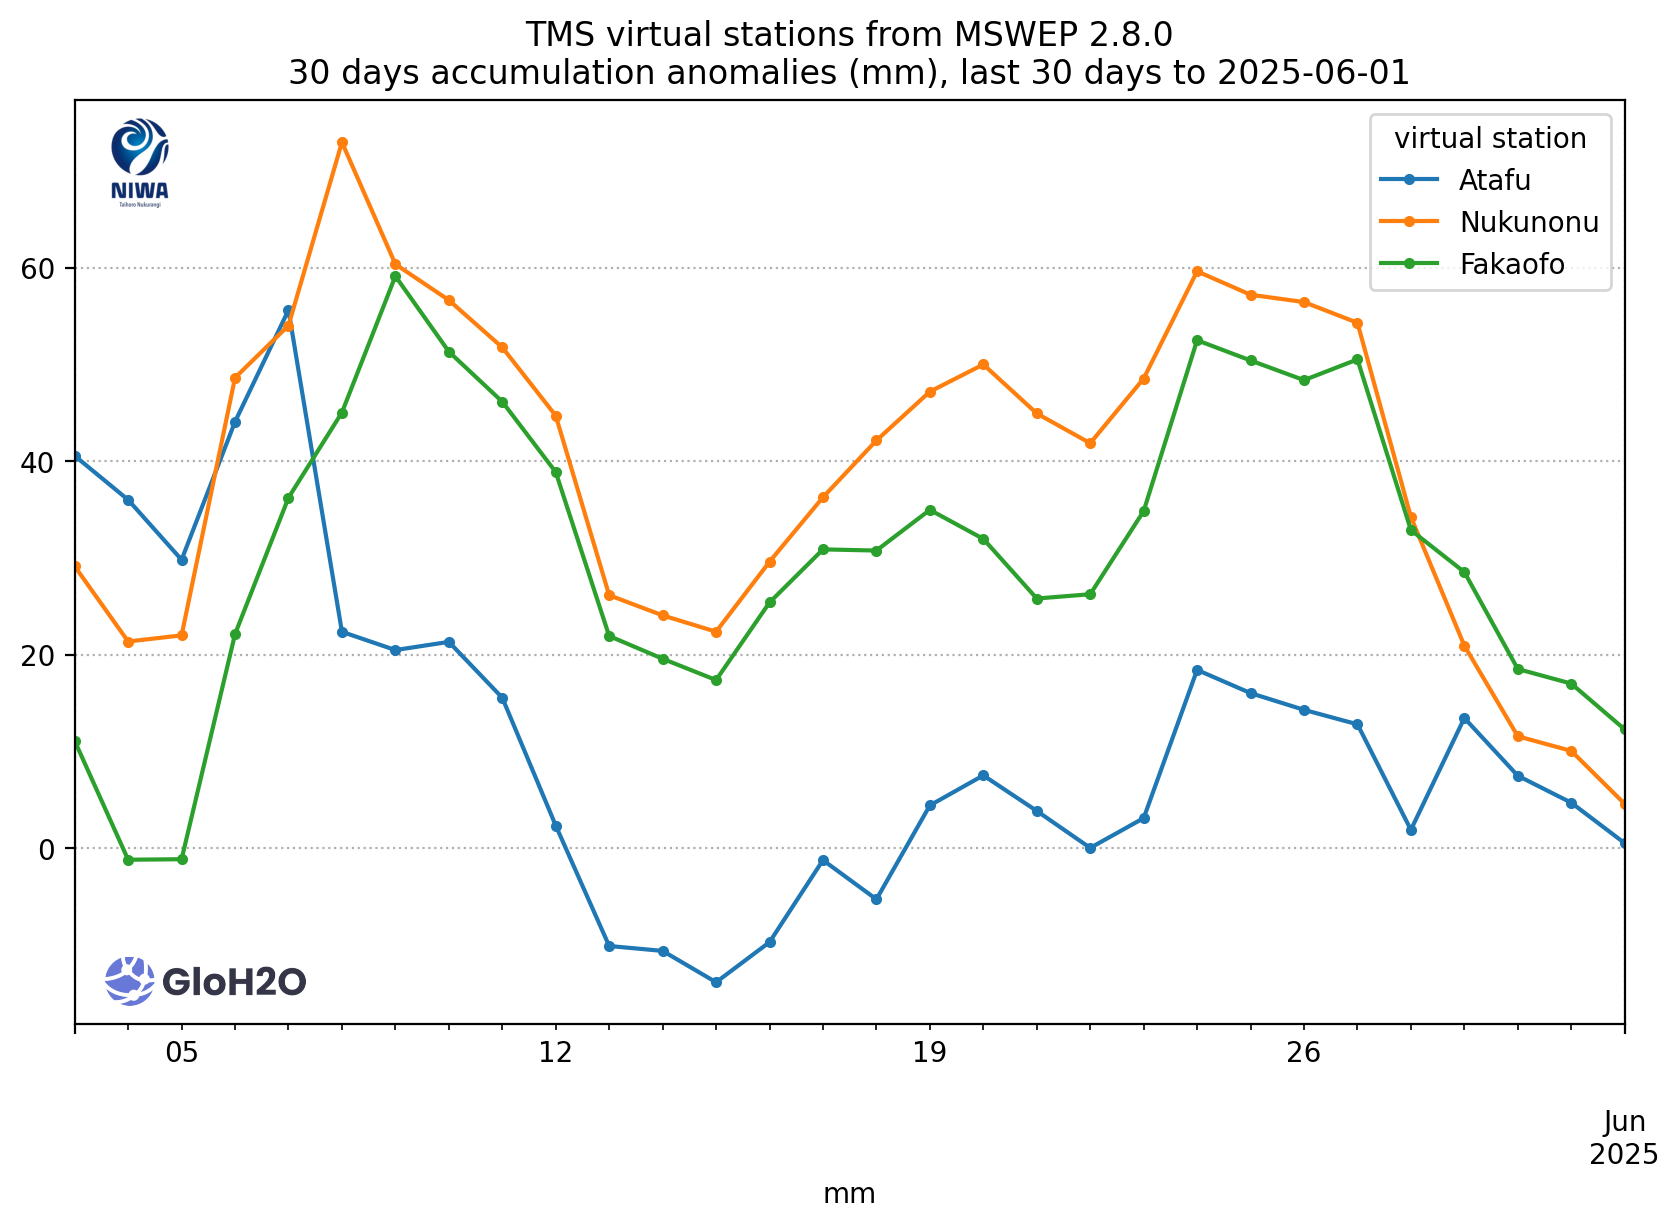 TMS virtual stations from MSWEP 2.8.0
30 days accumulation anomalies (mm), last 30 days to 2025-06-01
NIWA
Taihoro Nukurangi
virtual station
Atafu
Nukunonu
Fakaofo
60
40
20
0
GloH2O
05
12
19
26
Jun
2025
mm